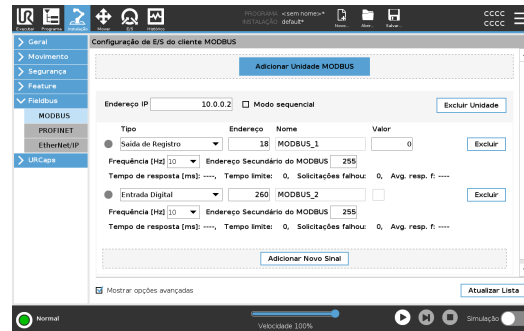 PROGRAMA <sem nomes>*
INSTALAÇÃO default*
Executar Programa Instalação Mover E/S Histórico Novo... Abrir... Salvar...
CCCC
CCCC
Geral
Movimento
Segurança
Feature
Fieldbus
MODBUS
PROFINET
EtherNet/IP
URCaps
Configuração de E/S do cliente MODBUS
Adicionar Unidade MODBUS
Endereço IP 10.0.0.2 Modo sequencial Excluir Unidade
Tipo Endereço Nome Valor
Saída de Registro 18 MODBUS_1 0 Excluir
Frequência [Hz] 10 Endereço Secundário do MODBUS 255
Tempo de resposta [ms]: ----, Tempo limite: 0, Solicitações falhou: 0, Avg. resp. f: ----
Entrada Digital 260 MODBUS_2 Excluir
Frequência [Hz] 10 Endereço Secundário do MODBUS 255
Tempo de resposta [ms]: ----, Tempo limite: 0, Solicitações falhou: 0, Avg. resp. f: ----
Adicionar Novo Sinal
Mostrar opções avançadas Atualizar Lista
Normal
Velocidade 100%
Simulação